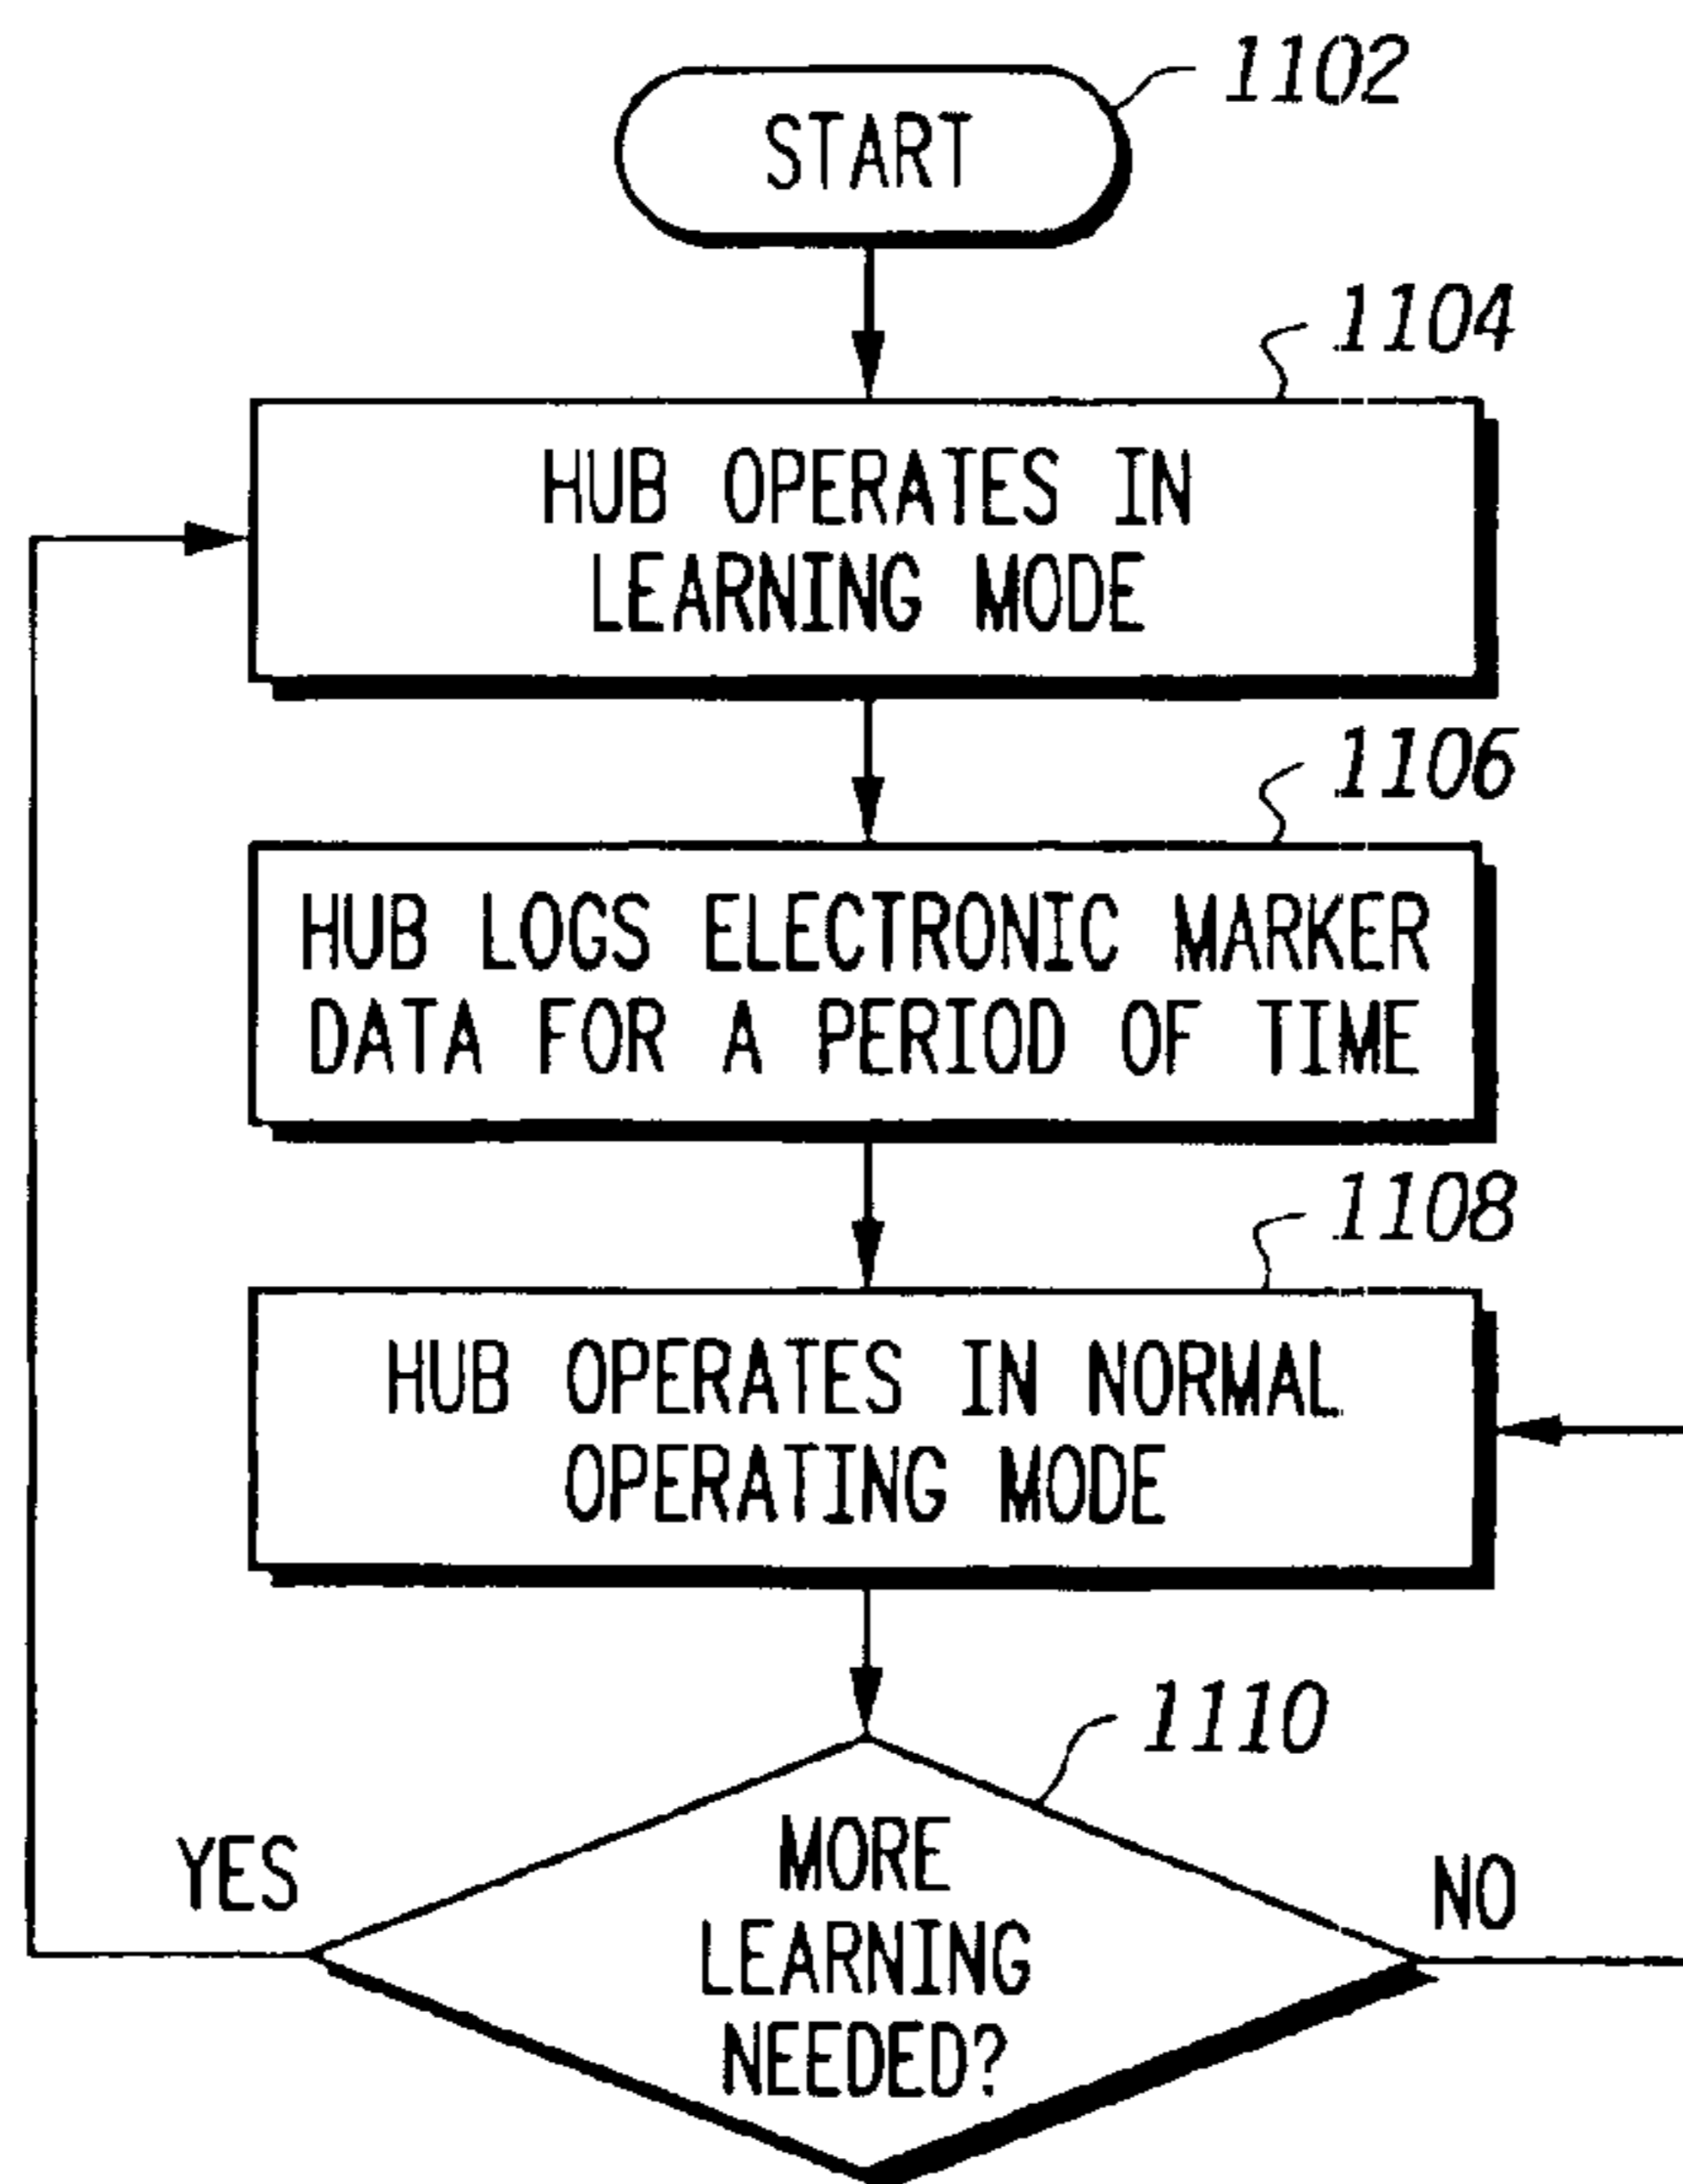 1102
START
1104
HUB OPERATES IN
LEARNING MODE
1106
HUB LOGS ELECTRONIC MARKER
DATA FOR A PERIOD OF TIME
1108
HUB OPERATES IN NORMAL
OPERATING MODE
1110
YES
MORE
LEARNING
NEEDED?
NO